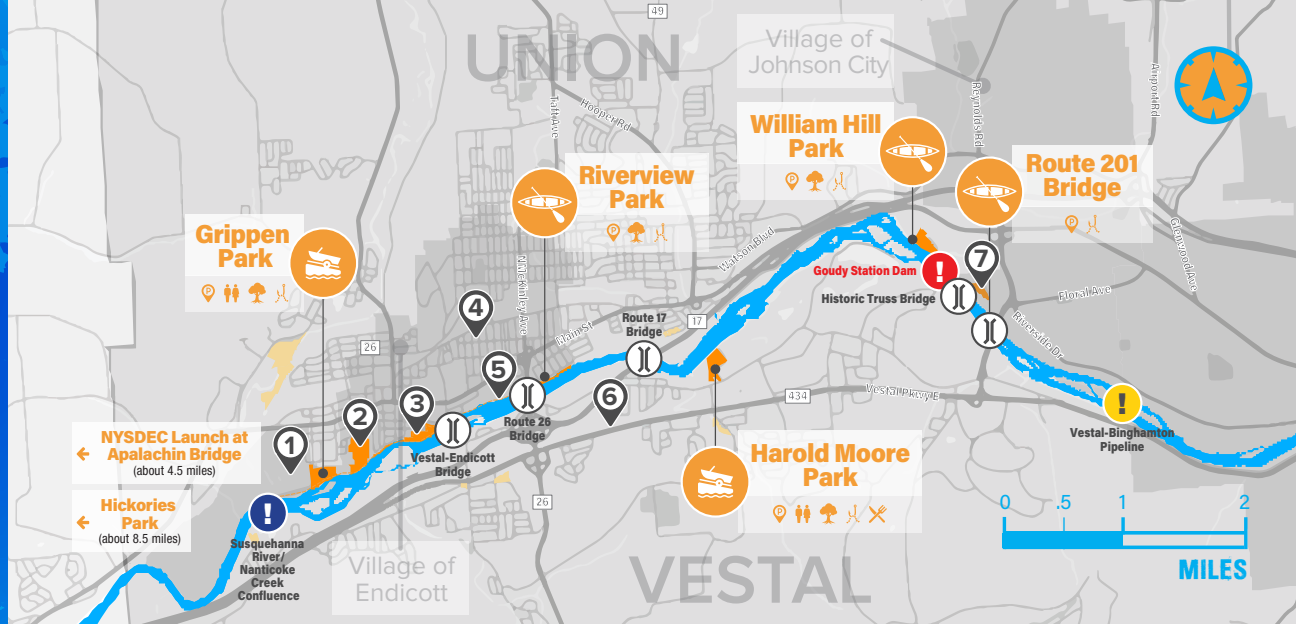 49
UNION
Village of
Johnson City
Taft Ave
Hooper Rd
Reynolds Rd
Airport Rd
William Hill
Park
P
Route 201
Bridge
P
Riverview
Park
P
Grippen
Park
P
Glenwood Ave
Watson Blvd
Goudy Station Dam
!
7
Historic Truss Bridge
Floral Ave
N McKinley Ave
4
Main St
Route 17
Bridge
17
Riverside Dr
26
5
6
434
Vestal Pkwy E
!
Vestal-Binghamton
Pipeline
3
2
1
Route 26
Bridge
Vestal-Endicott
Bridge
NYSDEC Launch at
Apalachin Bridge
(about 4.5 miles)
Harold Moore
Park
P
Hickories
Park
(about 8.5 miles)
!
Susquehanna
River/
Nanticoke
Creek
Confluence
26
Village of
Endicott
VESTAL
0 .5 1 2
MILES